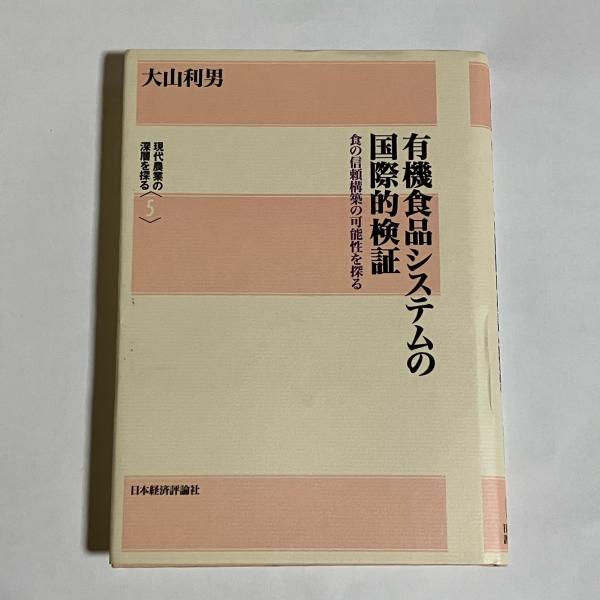 有機食品システムの
国際的検証
食の信頼構築の可能性を探る
大山利男
現代農業の
深層を探る〈5〉
日本経済評論社